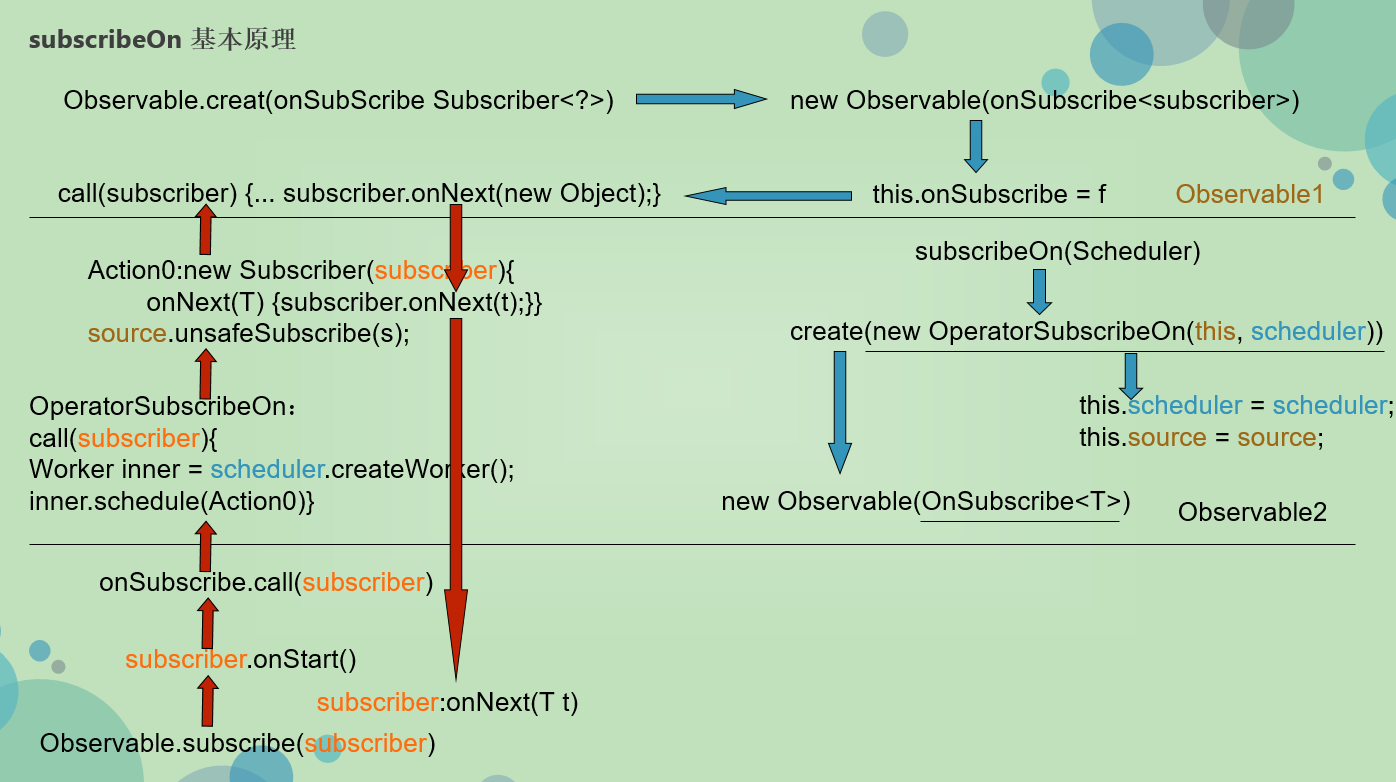 subscribeOn 基本原理
Observable.creat(onSubScribe Subscriber<?>)
new Observable(onSubscribe<subscriber>)
call(subscriber) {... subscriber.onNext(new Object);}
this.onSubscribe = f
Observable1
subscribeOn(Scheduler)
Action0:new Subscriber(subscriber){
onNext(T) {subscriber.onNext(t);}}
source.unsafeSubscribe(s);
create(new OperatorSubscribeOn(this, scheduler))
this.scheduler = scheduler;
this.source = source;
OperatorSubscribeOn：
call(subscriber){
Worker inner = scheduler.createWorker();
inner.schedule(Action0)}
new Observable(OnSubscribe<T>)
Observable2
onSubscribe.call(subscriber)
subscriber.onStart()
subscriber:onNext(T t)
Observable.subscribe(subscriber)